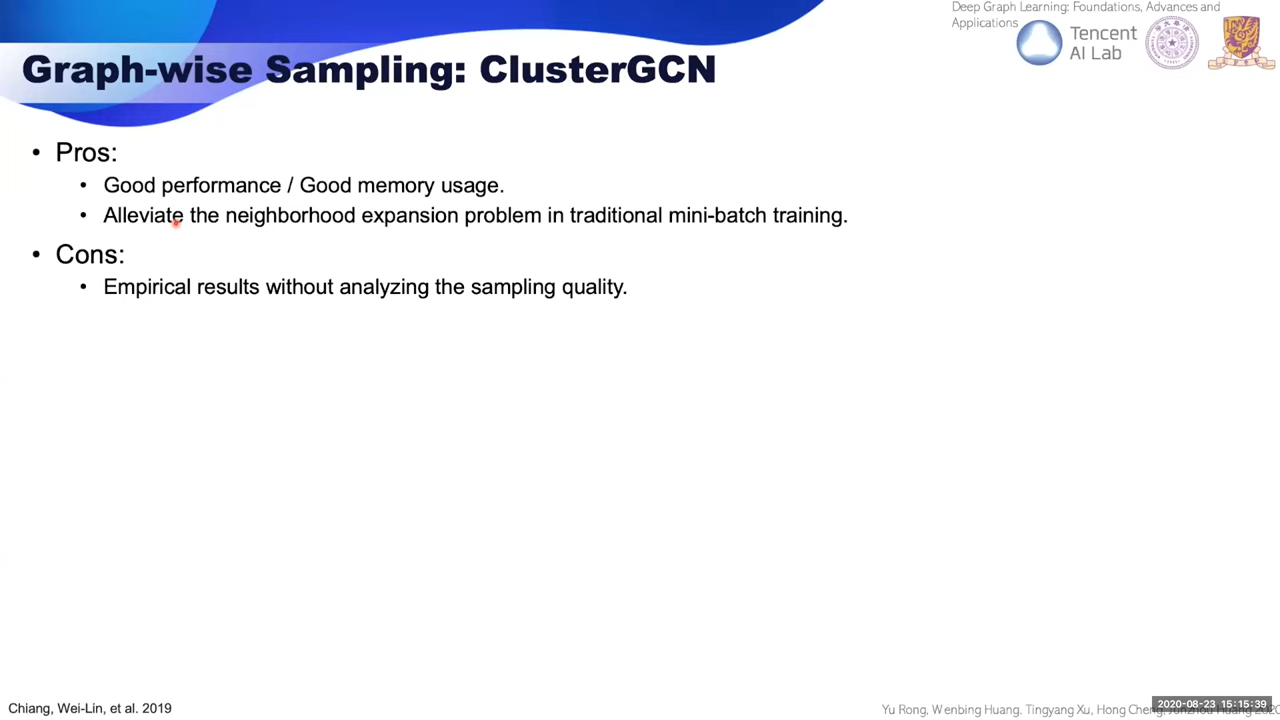 Deep Graph Learning: Foundations, Advances and
Applications
Tencent
AI Lab
Graph-wise Sampling: ClusterGCN
• Pros:
• Good performance / Good memory usage.
• Alleviate the neighborhood expansion problem in traditional mini-batch training.
• Cons:
• Empirical results without analyzing the sampling quality.
Chiang, Wei-Lin, et al. 2019
Yu Rong, Wenbing Huang, Tingyang Xu, Hong Cheng, Junzhou Huang 2020
2020-08-23 15:15:39